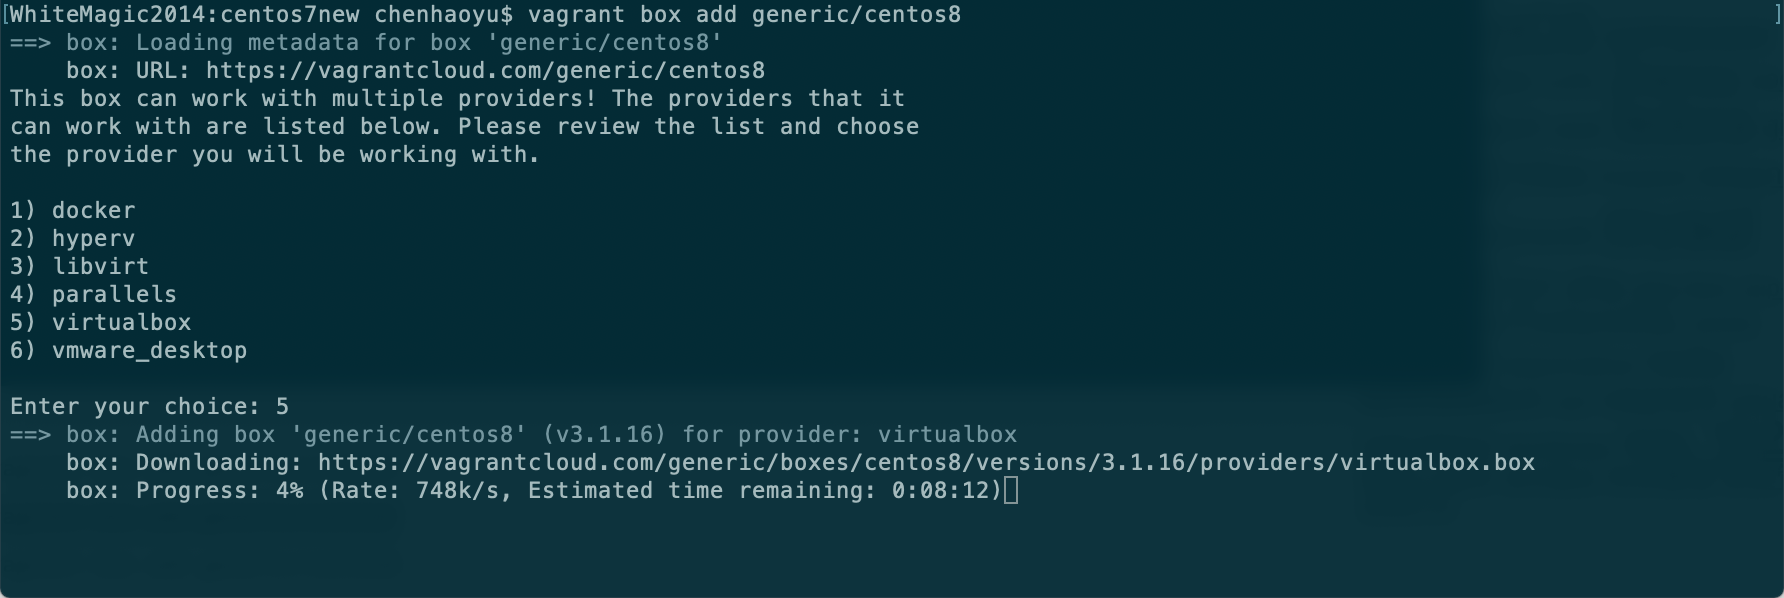 [WhiteMagic2014:centos7new chenhaoyu$ vagrant box add generic/centos8 ]
==> box: Loading metadata for box 'generic/centos8'
    box: URL: https://vagrantcloud.com/generic/centos8
This box can work with multiple providers! The providers that it
can work with are listed below. Please review the list and choose
the provider you will be working with.

1) docker
2) hyperv
3) libvirt
4) parallels
5) virtualbox
6) vmware_desktop

Enter your choice: 5
==> box: Adding box 'generic/centos8' (v3.1.16) for provider: virtualbox
    box: Downloading: https://vagrantcloud.com/generic/boxes/centos8/versions/3.1.16/providers/virtualbox.box
    box: Progress: 4% (Rate: 748k/s, Estimated time remaining: 0:08:12)